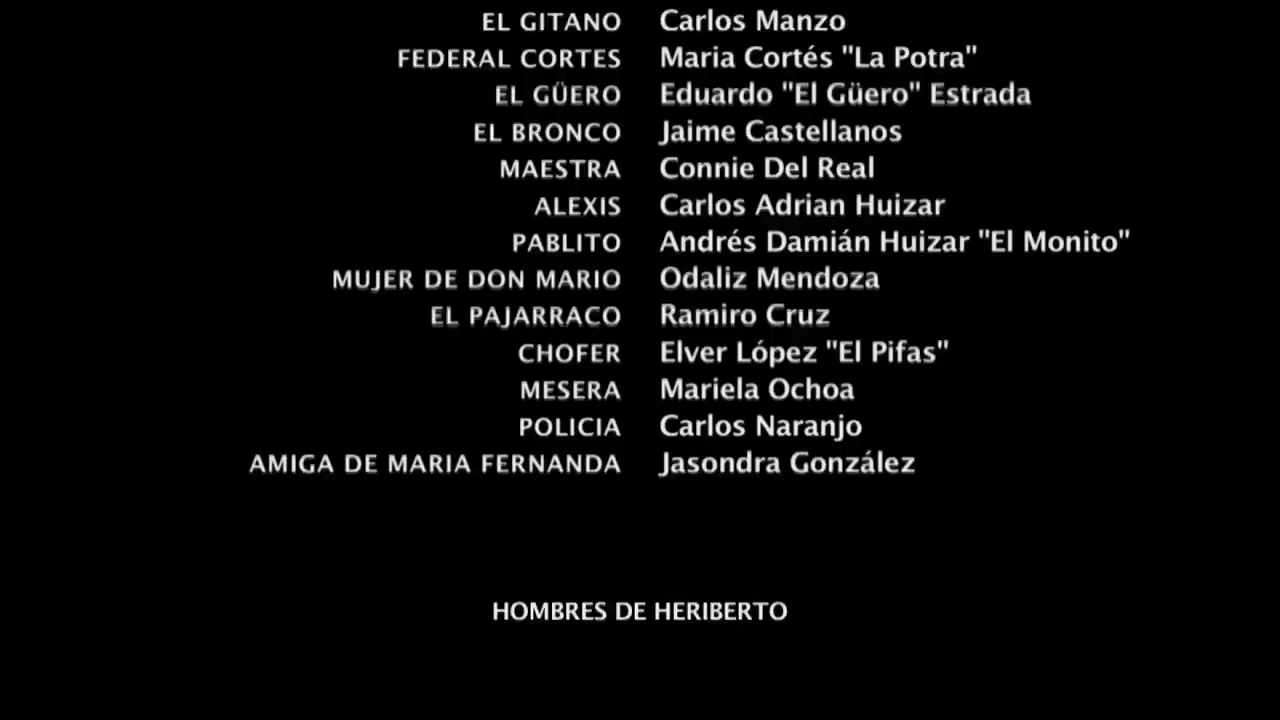 EL GITANO Carlos Manzo
FEDERAL CORTES Maria Cortés "La Potra"
EL GÜERO Eduardo "El Güero" Estrada
EL BRONCO Jaime Castellanos
MAESTRA Connie Del Real
ALEXIS Carlos Adrian Huizar
PABLITO Andrés Damián Huizar "El Monito"
MUJER DE DON MARIO Odaliz Mendoza
EL PAJARRACO Ramiro Cruz
CHOFER Elver López "El Pifas"
MESERA Mariela Ochoa
POLICIA Carlos Naranjo
AMIGA DE MARIA FERNANDA Jasondra González
HOMBRES DE HERIBERTO